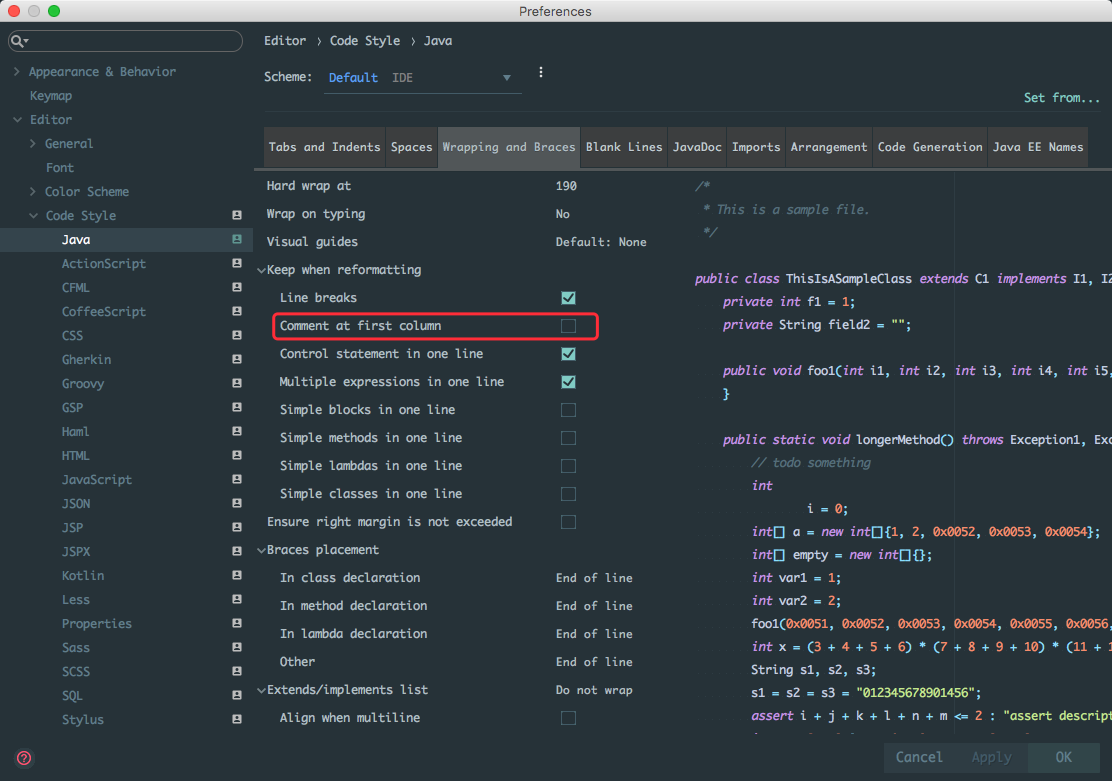 Preferences
Editor › Code Style › Java
Scheme: Default IDE
Set from...
Appearance & Behavior
Keymap
Editor
General
Font
Color Scheme
Code Style
Java
ActionScript
CFML
CoffeeScript
CSS
Gherkin
Groovy
GSP
Haml
HTML
JavaScript
JSON
JSP
JSPX
Kotlin
Less
Properties
Sass
SCSS
SQL
Stylus
Tabs and Indents Spaces Wrapping and Braces Blank Lines JavaDoc Imports Arrangement Code Generation Java EE Names
Hard wrap at 190
Wrap on typing No
Visual guides Default: None
Keep when reformatting
Line breaks
Comment at first column
Control statement in one line
Multiple expressions in one line
Simple blocks in one line
Simple methods in one line
Simple lambdas in one line
Simple classes in one line
Ensure right margin is not exceeded
Braces placement
In class declaration End of line
In method declaration End of line
In lambda declaration End of line
Other End of line
Extends/implements list Do not wrap
Align when multiline
/*
* This is a sample file.
*/
public class ThisIsASampleClass extends C1 implements I1, I2
private int f1 = 1;
private String field2 = "";
public void foo1(int i1, int i2, int i3, int i4, int i5,
}
public static void longerMethod() throws Exception1, Exc
// todo something
int
i = 0;
int[] a = new int[]{1, 2, 0x0052, 0x0053, 0x0054};
int[] empty = new int[]{};
int var1 = 1;
int var2 = 2;
foo1(0x0051, 0x0052, 0x0053, 0x0054, 0x0055, 0x0056,
int x = (3 + 4 + 5 + 6) * (7 + 8 + 9 + 10) * (11 + 1
String s1, s2, s3;
s1 = s2 = s3 = "012345678901456";
assert i + j + k + l + n + m <= 2 : "assert descript
?
Cancel Apply OK